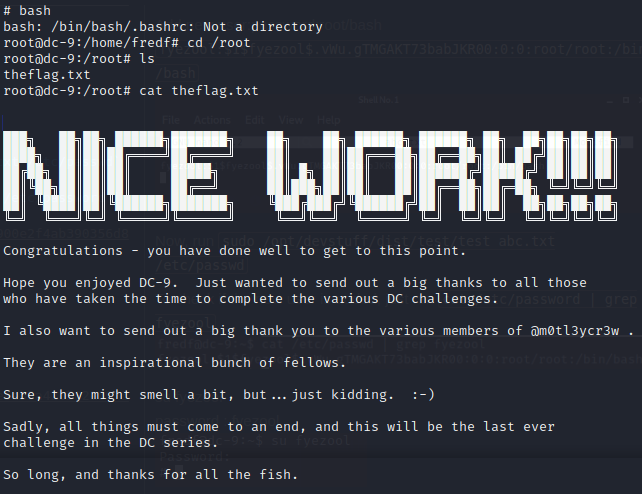 # bash
bash: /bin/bash/.bashrc: Not a directory
root@dc-9:/home/fredf# cd /root
root@dc-9:/root# ls
theflag.txt
root@dc-9:/root# cat theflag.txt
NICE WORK!!!
Congratulations - you have done well to get to this point.
Hope you enjoyed DC-9.  Just wanted to send out a big thanks to all those
who have taken the time to complete the various DC challenges.
I also want to send out a big thank you to the various members of @m0tl3ycr3w .
They are an inspirational bunch of fellows.
Sure, they might smell a bit, but...just kidding.  :-)
Sadly, all things must come to an end, and this will be the last ever
challenge in the DC series.
So long, and thanks for all the fish.